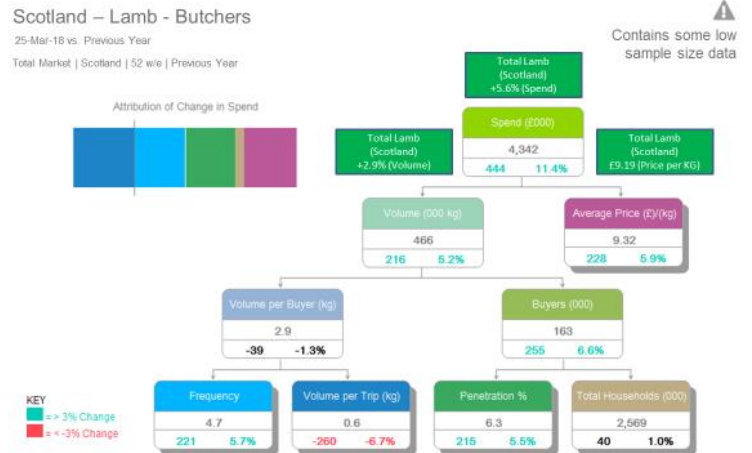 Scotland – Lamb - Butchers
25-Mar-18 vs. Previous Year
Total Market | Scotland | 52 w/e | Previous Year
Contains some low
sample size data
Attribution of Change in Spend
Total Lamb
(Scotland)
+5.6% (Spend)
Total Lamb
(Scotland)
+2.9% (Volume)
Spend (£000)
4,342
444 11.4%
Total Lamb
(Scotland)
£9.19 (Price per KG)
Volume (000 kg)
466
216 5.2%
Average Price (£)/(kg)
9.32
228 5.9%
Volume per Buyer (kg)
2.9
-39 -1.3%
Buyers (000)
163
255 6.6%
Frequency
4.7
221 5.7%
Volume per Trip (kg)
0.6
-260 -6.7%
Penetration %
6.3
215 5.5%
Total Households (000)
2,569
40 1.0%
KEY
= > 3% Change
= < -3% Change